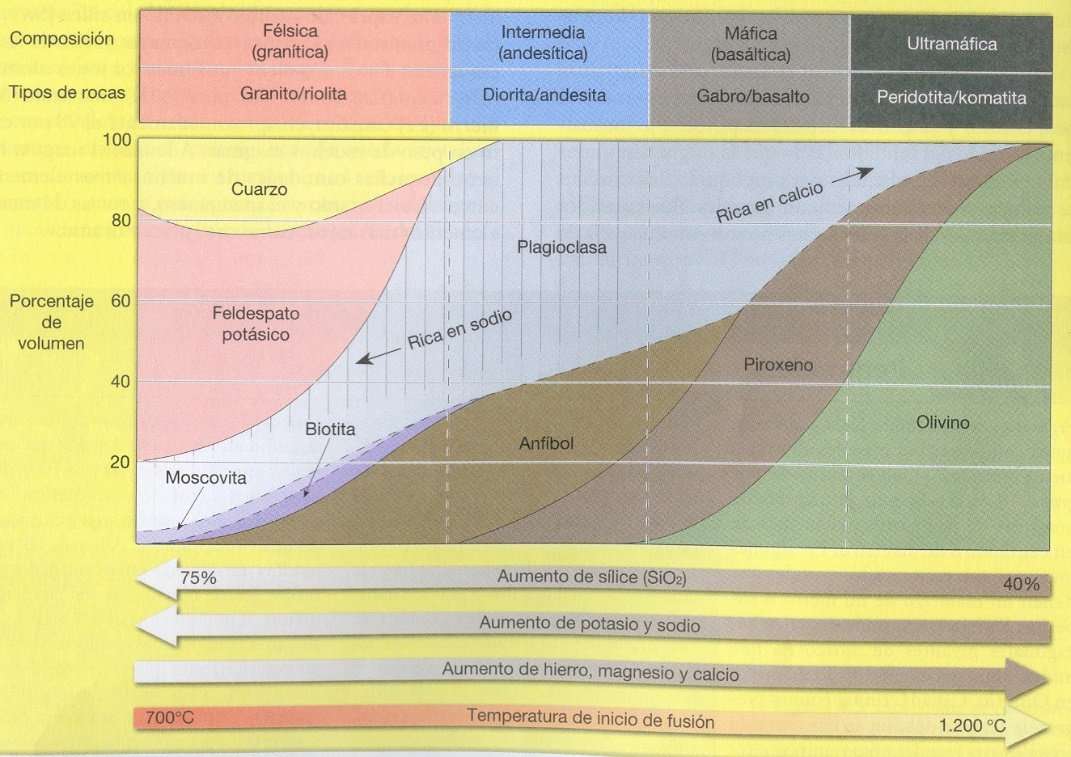 Composición
Félsica
(granítica)
Intermedia
(andesítica)
Máfica
(basáltica)
Ultramáfica
Tipos de rocas
Granito/riolita
Diorita/andesita
Gabro/basalto
Peridotita/komatita
100
80
60
40
20
Porcentaje
de
volumen
Cuarzo
Feldespato
potásico
Plagioclasa
Rica en calcio
Rica en sodio
Piroxeno
Biotita
Anfíbol
Olivino
Moscovita
75%
Aumento de sílice (SiO₂)
40%
Aumento de potasio y sodio
Aumento de hierro, magnesio y calcio
700°C
Temperatura de inicio de fusión
1.200 °C